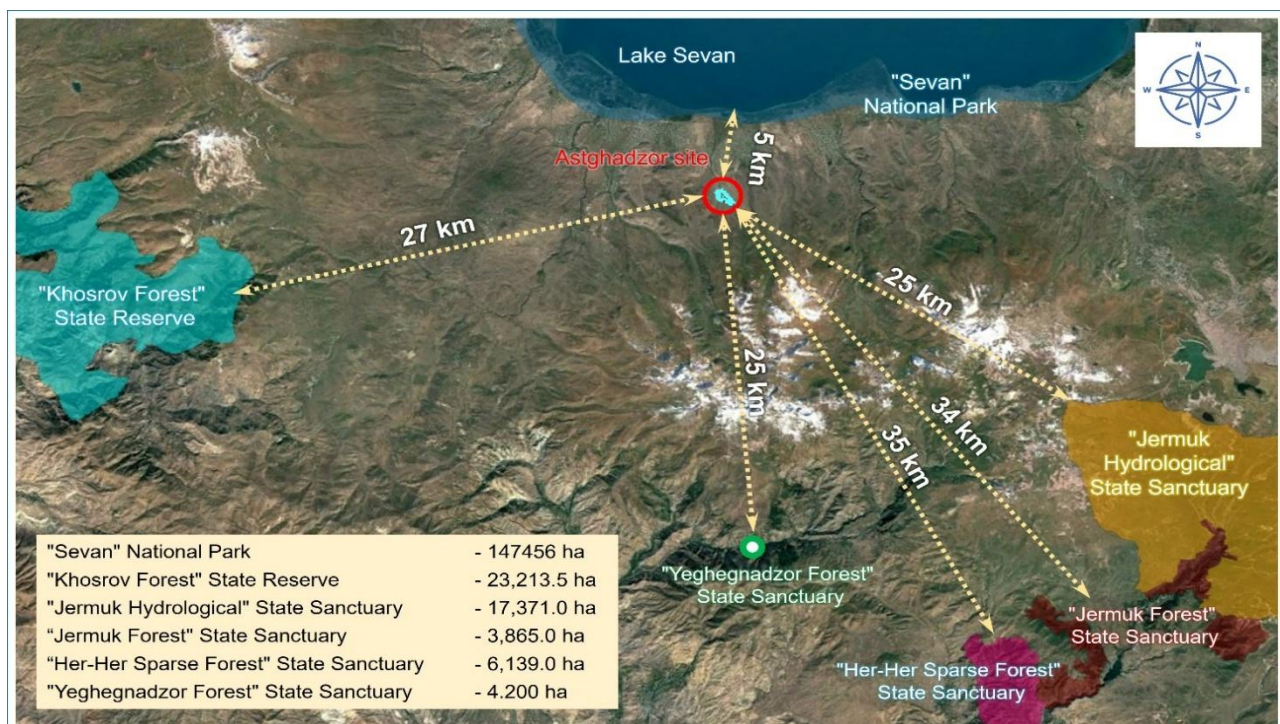 Lake Sevan
"Sevan"
National Park
N
W
E
S
Astghadzor site
5 km
27 km
"Khosrov Forest"
State Reserve
25 km
25 km
34 km
35 km
"Jermuk
Hydrological"
State Sanctuary
"Yeghegnadzor Forest"
State Sanctuary
"Jermuk Forest"
State Sanctuary
"Her-Her Sparse Forest"
State Sanctuary
"Sevan" National Park - 147456 ha
"Khosrov Forest" State Reserve - 23,213.5 ha
"Jermuk Hydrological" State Sanctuary - 17,371.0 ha
“Jermuk Forest" State Sanctuary - 3,865.0 ha
“Her-Her Sparse Forest" State Sanctuary - 6,139.0 ha
"Yeghegnadzor Forest" State Sanctuary - 4.200 ha